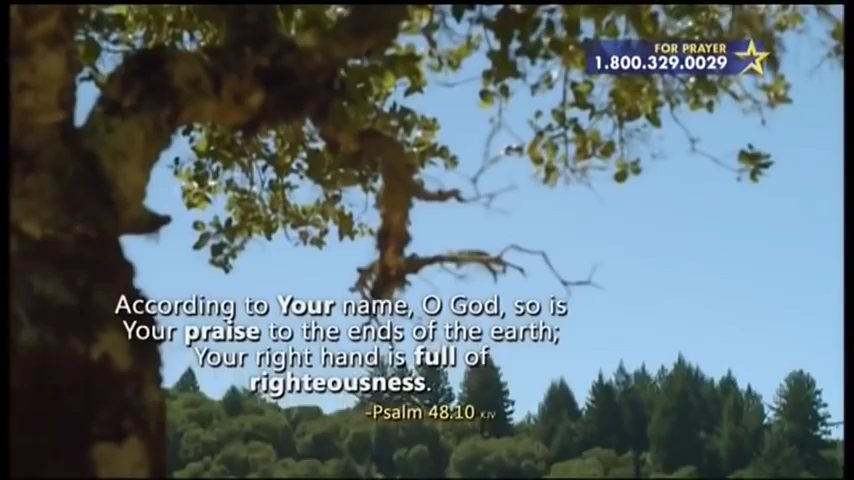 FOR PRAYER
1.800.329.0029
According to Your name, O God, so is
Your praise to the ends of the earth;
Your right hand is full of
righteousness.
-Psalm 48:10 KJV